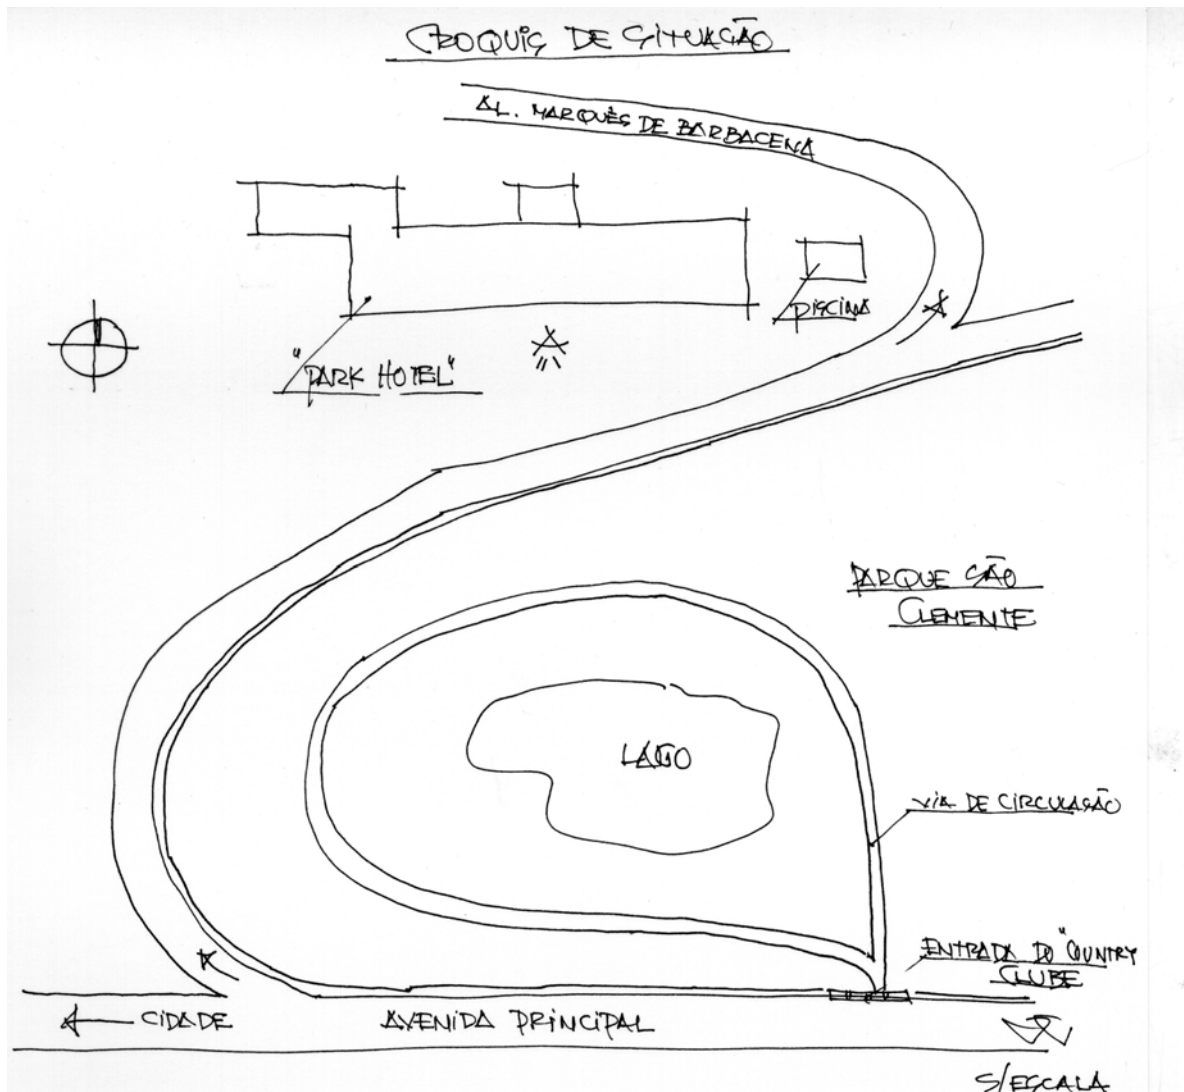 CROQUIS DE SITUAÇÃO
AL. MARQUÊS DE BARBACENA
PISCINA
"PARK HOTEL"
PARQUE SÃO
CLEMENTE
LAGO
VIA DE CIRCULAÇÃO
ENTRADA DO "COUNTRY
CLUBE
CIDADE
AVENIDA PRINCIPAL
S/ESCALA